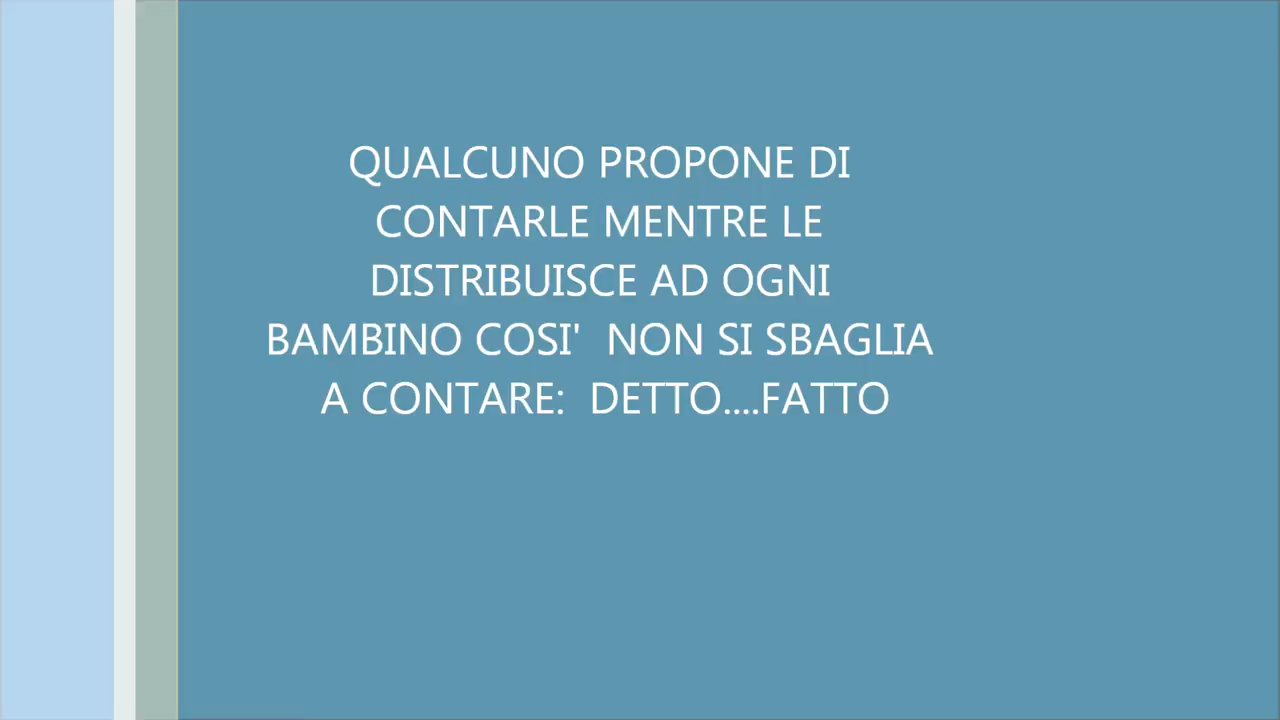 QUALCUNO PROPONE DI
CONTARLE MENTRE LE
DISTRIBUISCE AD OGNI
BAMBINO COSI'  NON SI SBAGLIA
A CONTARE:  DETTO....FATTO